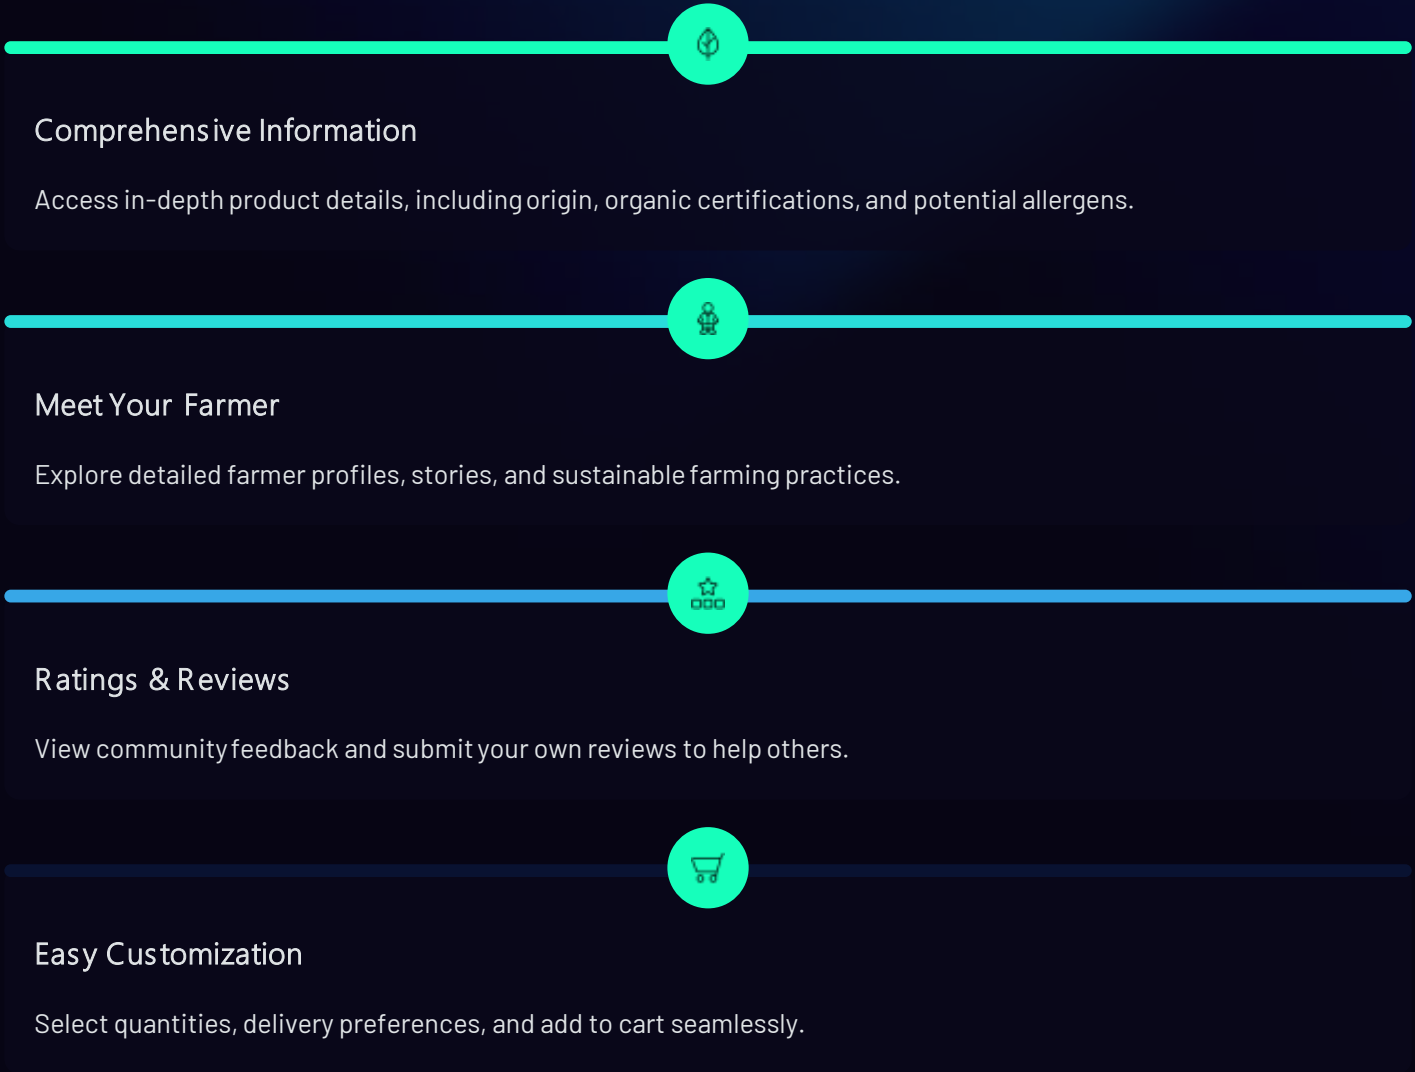 Comprehensive Information
Access in-depth product details, including origin, organic certifications, and potential allergens.
Meet Your Farmer
Explore detailed farmer profiles, stories, and sustainable farming practices.
Ratings & Reviews
View community feedback and submit your own reviews to help others.
Easy Customization
Select quantities, delivery preferences, and add to cart seamlessly.